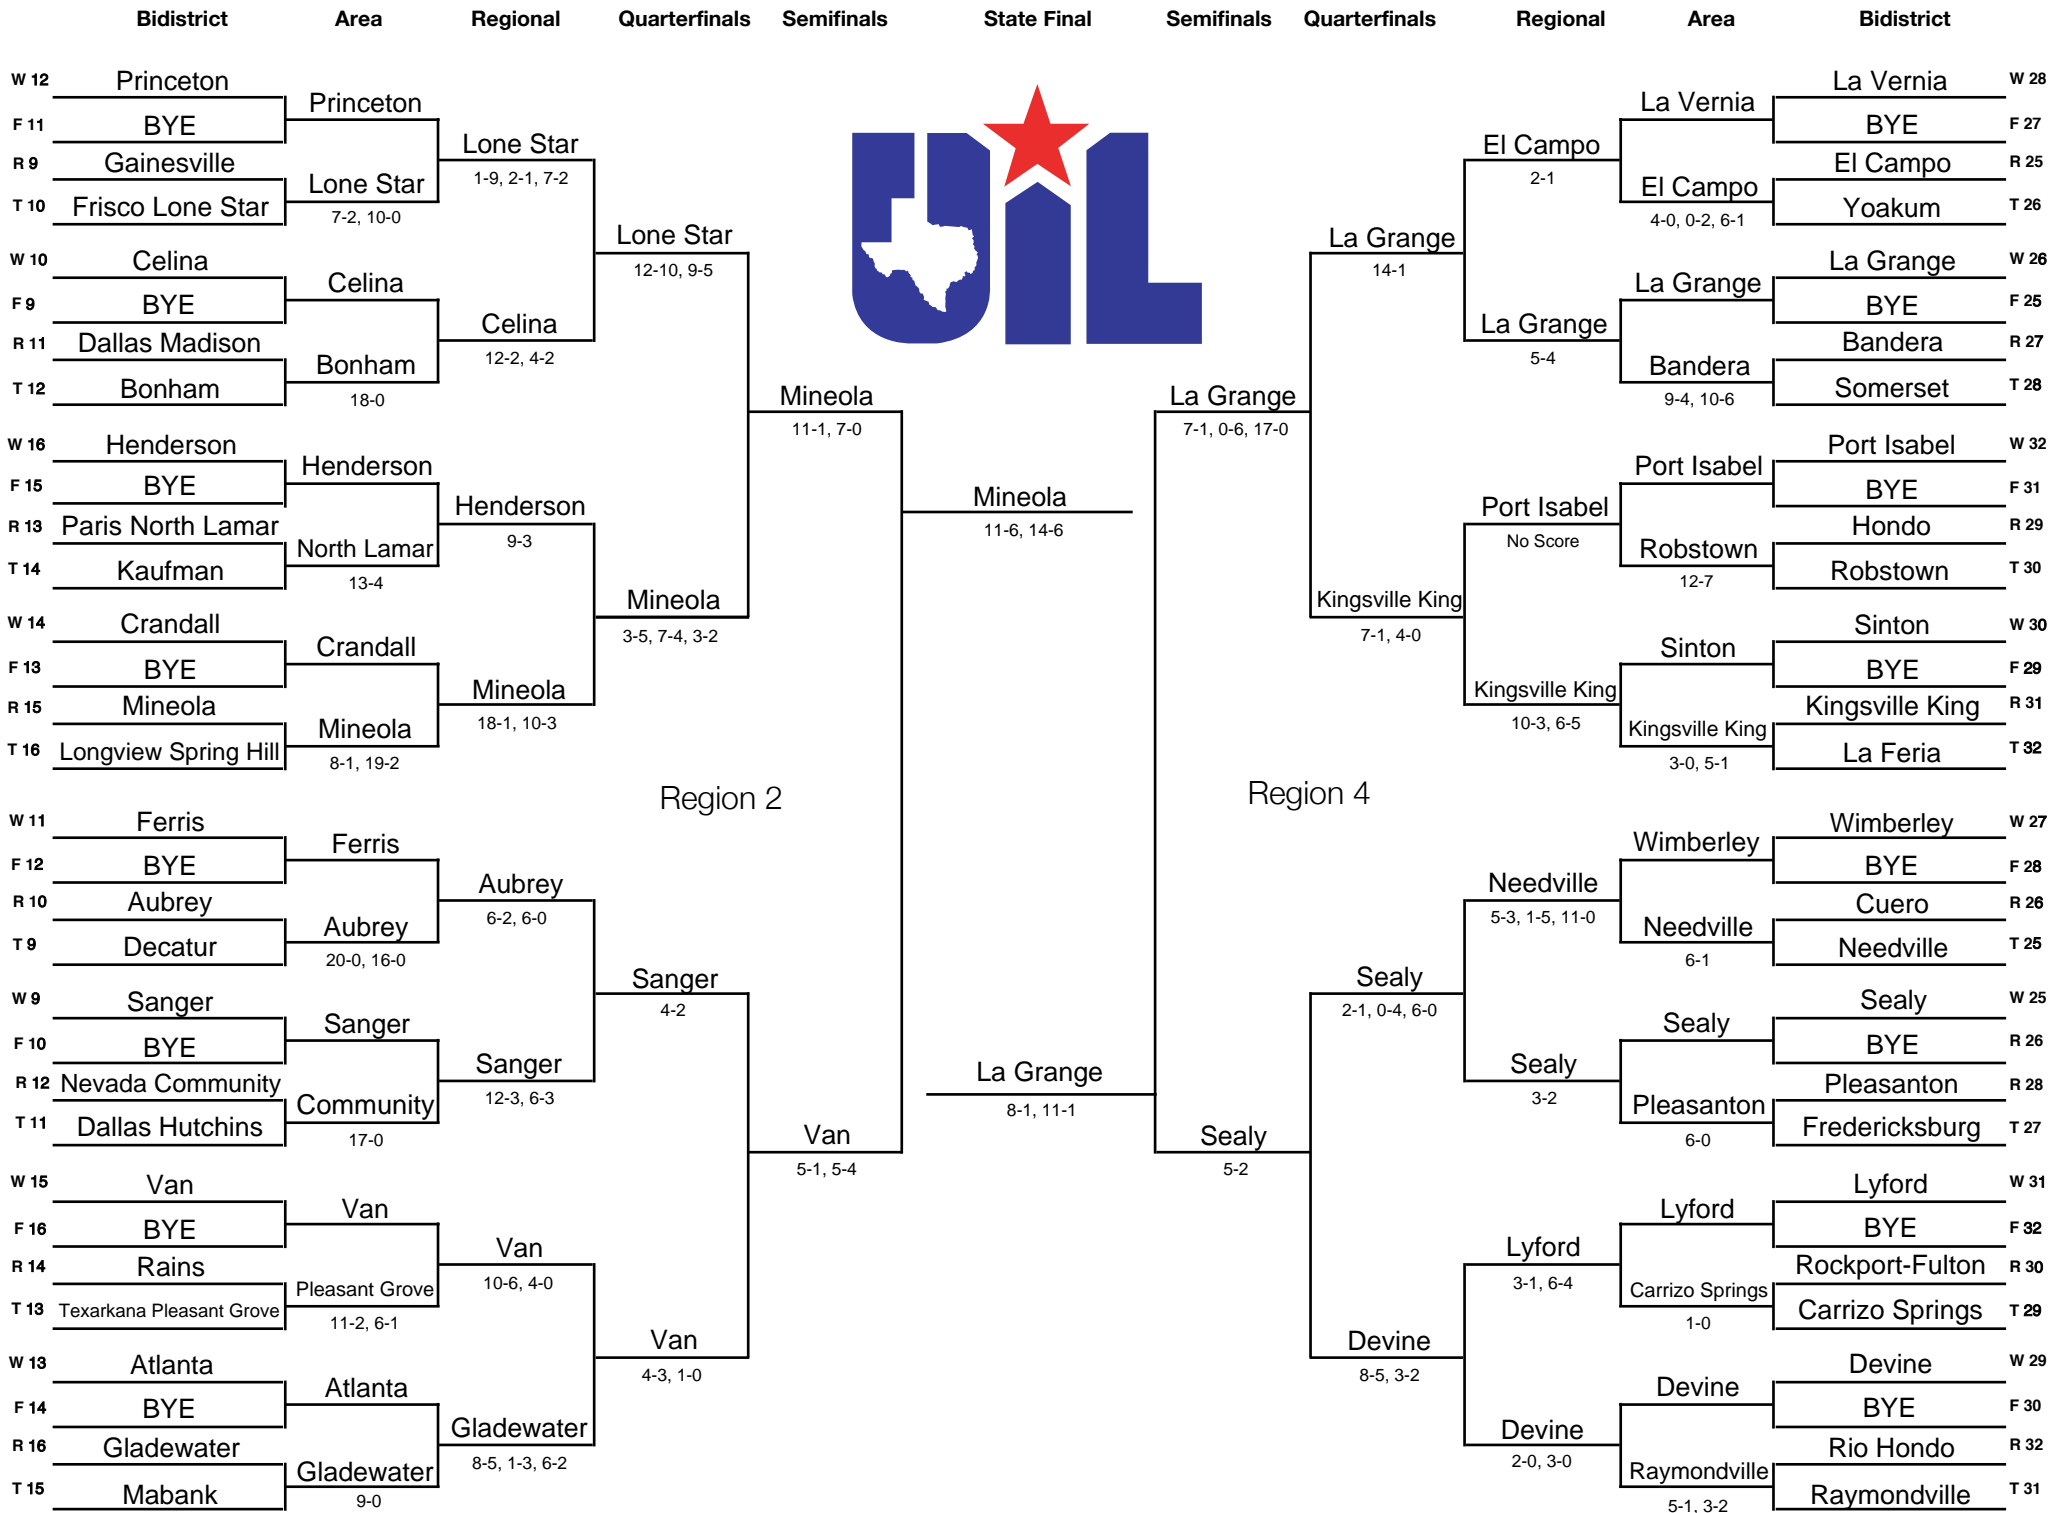 Bidistrict Area Regional Quarterfinals Semifinals State Final Semifinals Quarterfinals Regional Area Bidistrict
W 12 Princeton
Princeton
F 11 BYE
Lone Star
1-9, 2-1, 7-2
R 9 Gainesville
Lone Star
7-2, 10-0
T 10 Frisco Lone Star
Lone Star
12-10, 9-5
W 10 Celina
Celina
F 9 BYE
Celina
12-2, 4-2
R 11 Dallas Madison
Bonham
18-0
T 12 Bonham
Mineola
11-1, 7-0
W 16 Henderson
Henderson
F 15 BYE
Henderson
9-3
R 13 Paris North Lamar
North Lamar
13-4
T 14 Kaufman
Mineola
3-5, 7-4, 3-2
W 14 Crandall
Crandall
F 13 BYE
Mineola
18-1, 10-3
R 15 Mineola
Mineola
8-1, 19-2
T 16 Longview Spring Hill
Region 2
W 11 Ferris
Ferris
F 12 BYE
Aubrey
6-2, 6-0
R 10 Aubrey
Aubrey
20-0, 16-0
T 9 Decatur
Sanger
4-2
W 9 Sanger
Sanger
F 10 BYE
Sanger
12-3, 6-3
R 12 Nevada Community
Community
17-0
T 11 Dallas Hutchins
Van
5-1, 5-4
W 15 Van
Van
F 16 BYE
Van
10-6, 4-0
R 14 Rains
Pleasant Grove
11-2, 6-1
T 13 Texarkana Pleasant Grove
Van
4-3, 1-0
W 13 Atlanta
Atlanta
F 14 BYE
Gladewater
8-5, 1-3, 6-2
R 16 Gladewater
Gladewater
9-0
T 15 Mabank
UIL
Mineola
11-6, 14-6
La Grange
8-1, 11-1
La Vernia W 28
La Vernia
BYE F 27
El Campo
2-1
El Campo R 25
El Campo
4-0, 0-2, 6-1
Yoakum T 26
La Grange
14-1
La Grange W 26
La Grange
BYE F 25
La Grange
5-4
Bandera R 27
Bandera
9-4, 10-6
Somerset T 28
La Grange
7-1, 0-6, 17-0
Port Isabel W 32
Port Isabel
BYE F 31
Port Isabel
No Score
Hondo R 29
Robstown
12-7
Robstown T 30
Kingsville King
7-1, 4-0
Sinton W 30
Sinton
BYE F 29
Kingsville King
10-3, 6-5
Kingsville King R 31
Kingsville King
3-0, 5-1
La Feria T 32
Region 4
Wimberley W 27
Wimberley
BYE F 28
Needville
5-3, 1-5, 11-0
Cuero R 26
Needville
6-1
Needville T 25
Sealy
2-1, 0-4, 6-0
Sealy W 25
Sealy
BYE R 26
Sealy
3-2
Pleasanton R 28
Pleasanton
6-0
Fredericksburg T 27
Sealy
5-2
Lyford W 31
Lyford
BYE F 32
Lyford
3-1, 6-4
Rockport-Fulton R 30
Carrizo Springs
1-0
Carrizo Springs T 29
Devine
8-5, 3-2
Devine W 29
Devine
BYE F 30
Devine
2-0, 3-0
Rio Hondo R 32
Raymondville
5-1, 3-2
Raymondville T 31